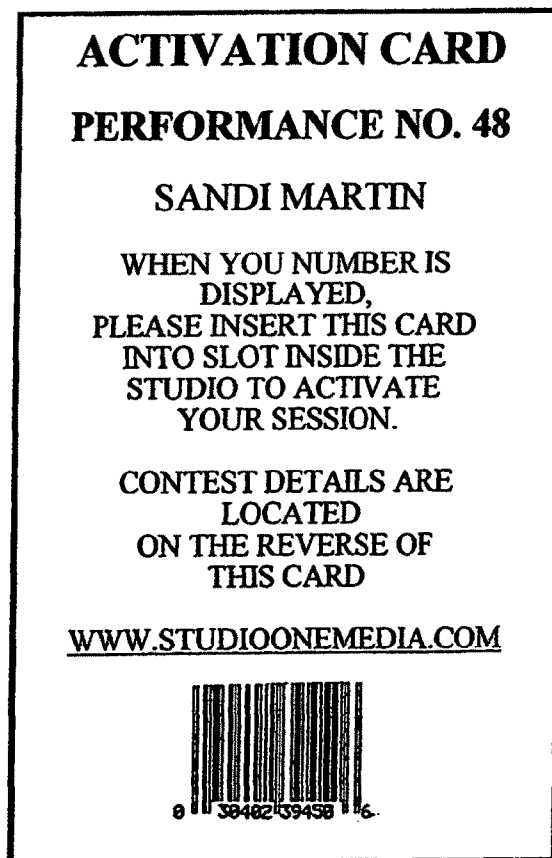 ACTIVATION CARD
PERFORMANCE NO. 48
SANDI MARTIN
WHEN YOU NUMBER IS
DISPLAYED,
PLEASE INSERT THIS CARD
INTO SLOT INSIDE THE
STUDIO TO ACTIVATE
YOUR SESSION.
CONTEST DETAILS ARE
LOCATED
ON THE REVERSE OF
THIS CARD
WWW.STUDIOONEMEDIA.COM
0 30402 39450 6